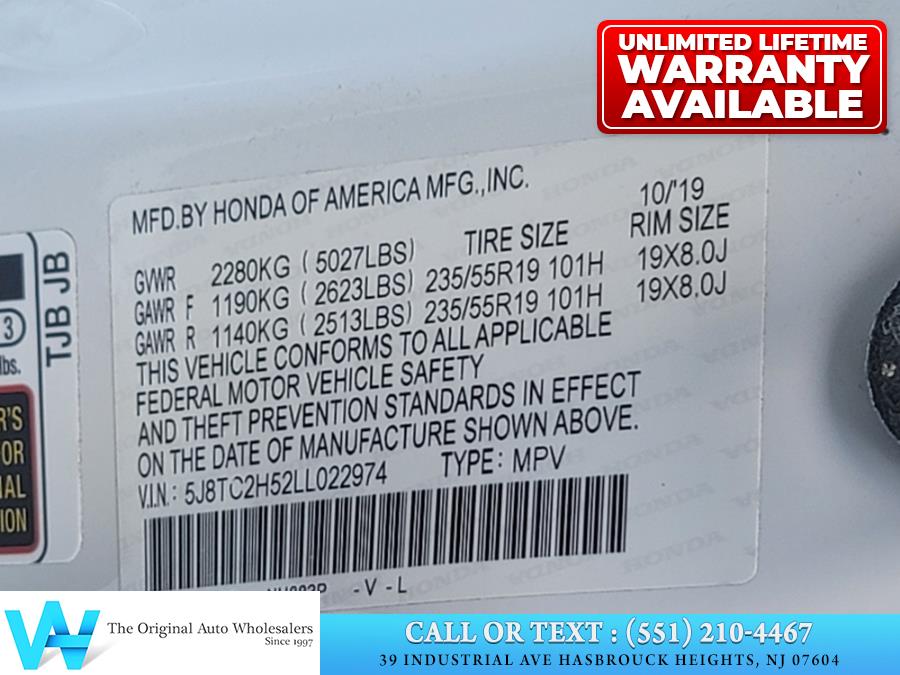 UNLIMITED LIFETIME
WARRANTY
AVAILABLE
MFD.BY HONDA OF AMERICA MFG.,INC.
10/'19
TIRE SIZE RIM SIZE
GVWR 2280KG ( 5027LBS)
GAWR F 1190KG ( 2623LBS) 235/55R19 101H 19X8.0J
GAWR R 1140KG ( 2513LBS) 235/55R19 101H 19X8.0J
THIS VEHICLE CONFORMS TO ALL APPLICABLE
FEDERAL MOTOR VEHICLE SAFETY
AND THEFT PREVENTION STANDARDS IN EFFECT
ON THE DATE OF MANUFACTURE SHOWN ABOVE.
V.I.N.: 5J8TC2H52LL022974 TYPE: MPV
-V -L
TJB JB
3
lbs.
The Original Auto Wholesalers
Since 1997
CALL OR TEXT : (551) 210-4467
39 INDUSTRIAL AVE HASBROUCK HEIGHTS, NJ 07604